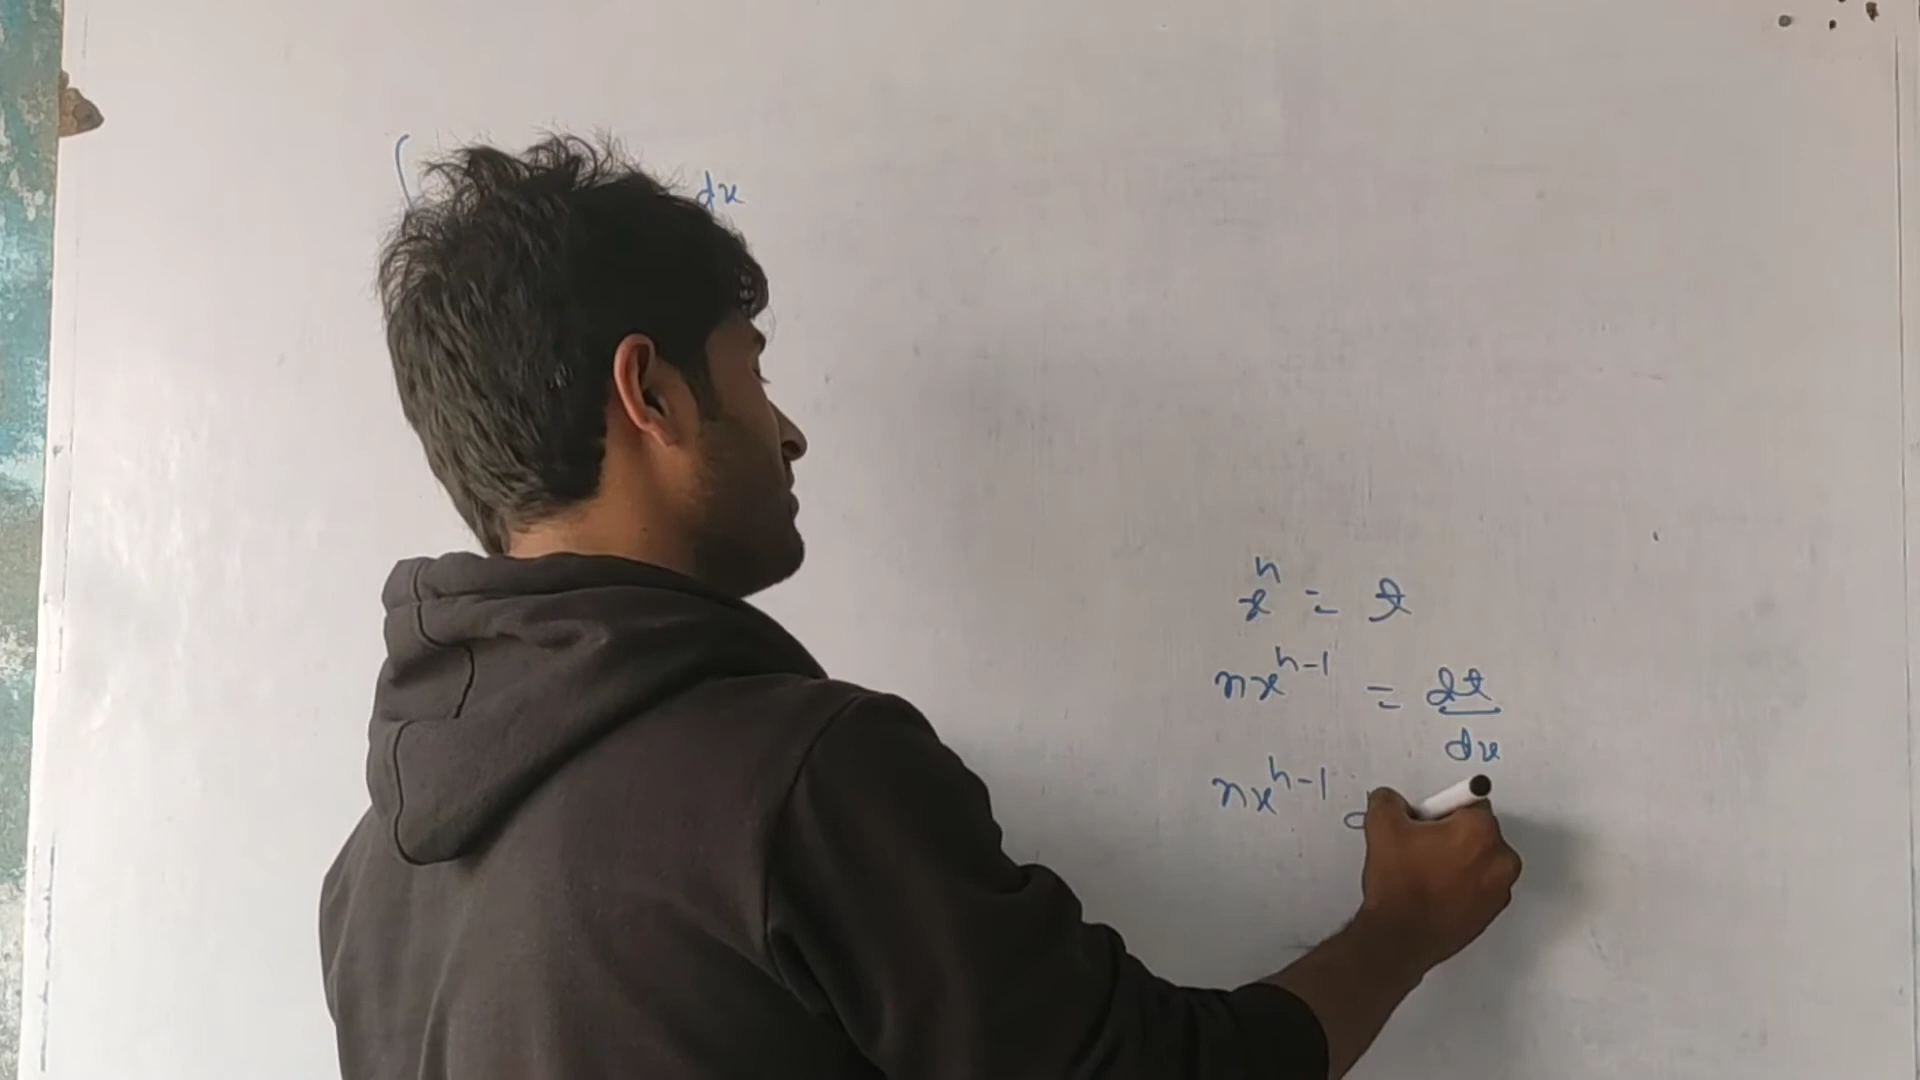 ∫ dx
xⁿ = t
nxⁿ⁻¹ = dt/dx
nxⁿ⁻¹ d